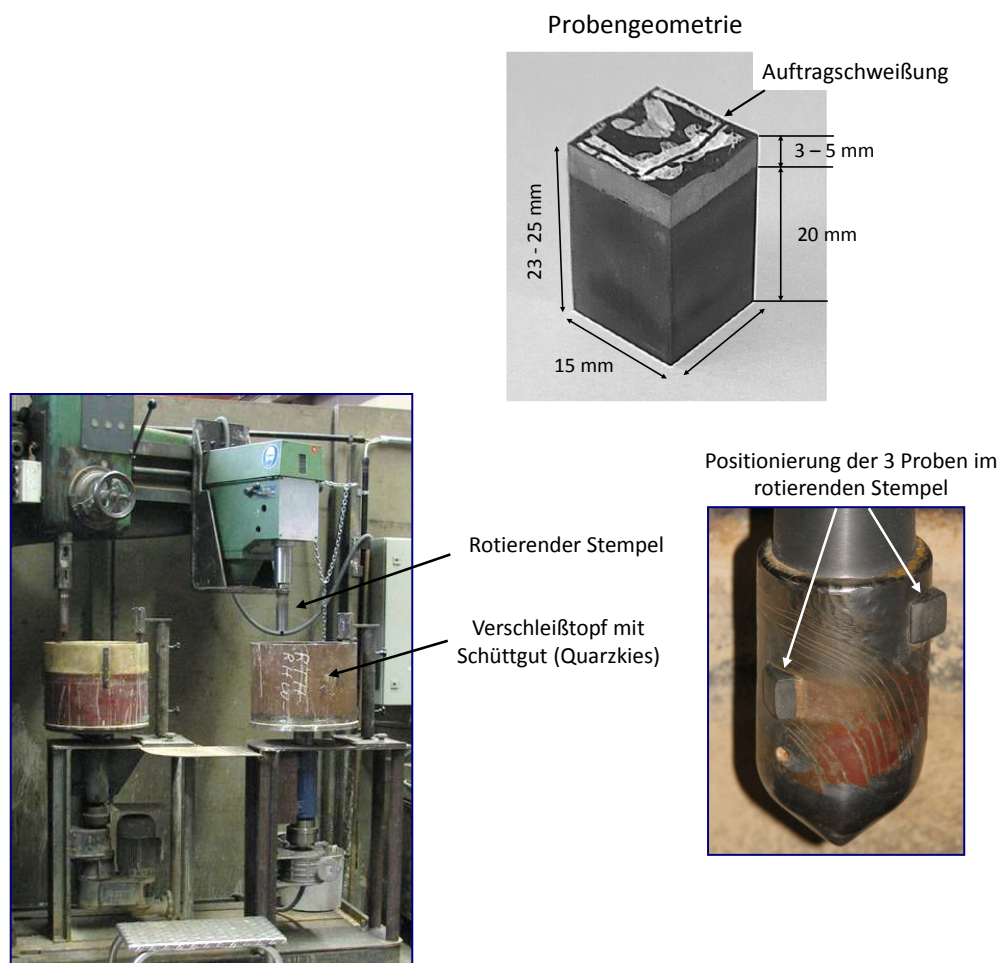 Probengeometrie
Auftragschweißung
3 – 5 mm
23 - 25 mm
20 mm
15 mm
Positionierung der 3 Proben im
rotierenden Stempel
Rotierender Stempel
Verschleißtopf mit
Schüttgut (Quarzkies)